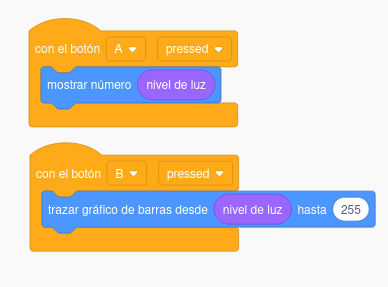 con el botón A pressed
mostrar número nivel de luz
con el botón B pressed
trazar gráfico de barras desde nivel de luz hasta 255